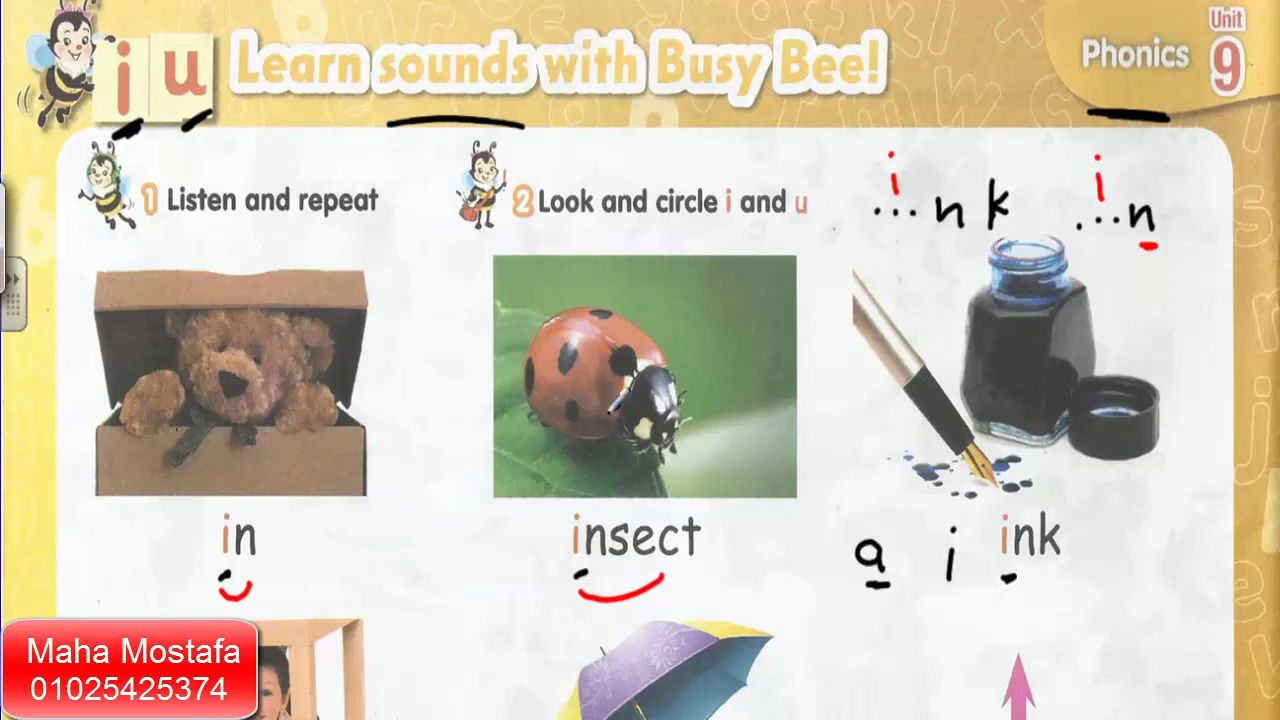 i u Learn sounds with Busy Bee!
Phonics Unit 9
1 Listen and repeat
2 Look and circle i and u
i ...nk
i ...n
in
insect
ink
a i
Maha Mostafa
01025425374